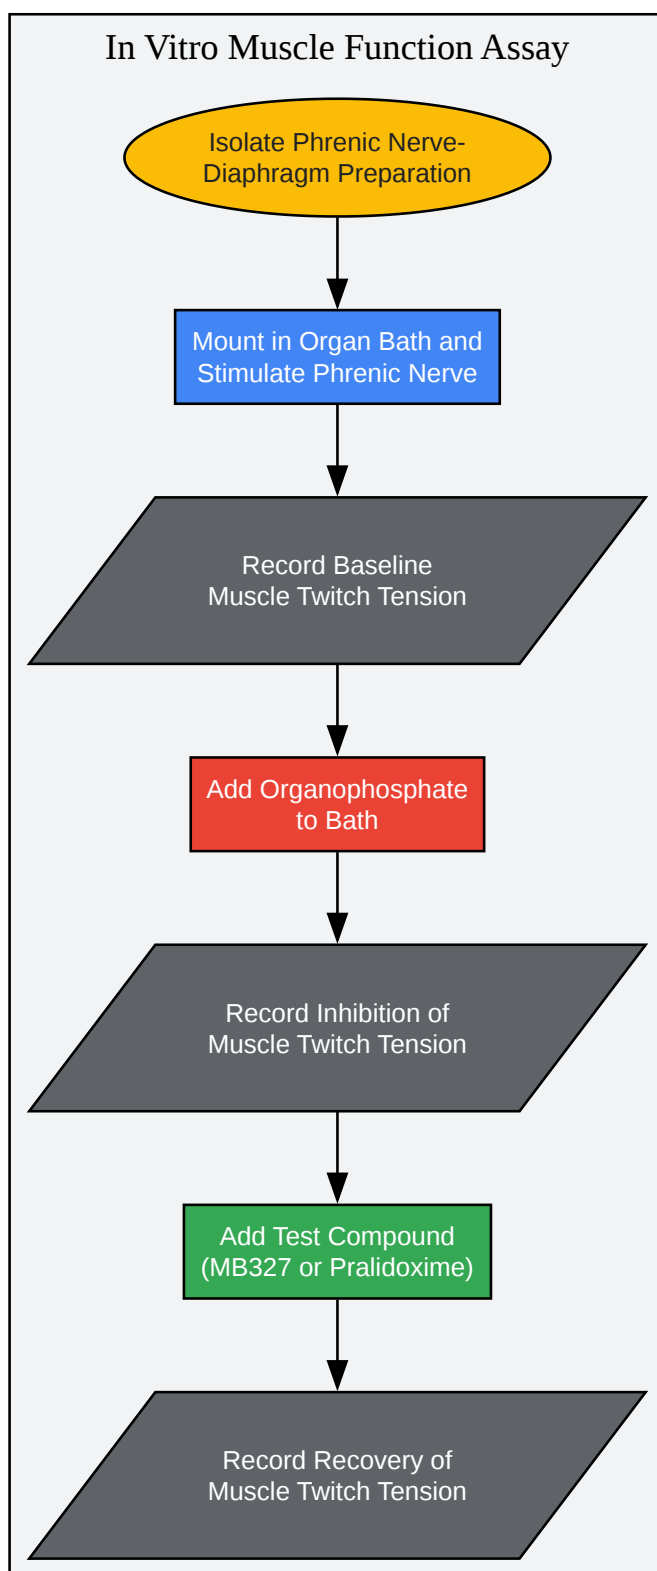 In Vitro Muscle Function Assay
Isolate Phrenic Nerve-
Diaphragm Preparation
Mount in Organ Bath and
Stimulate Phrenic Nerve
Record Baseline
Muscle Twitch Tension
Add Organophosphate
to Bath
Record Inhibition of
Muscle Twitch Tension
Add Test Compound
(MB327 or Pralidoxime)
Record Recovery of
Muscle Twitch Tension